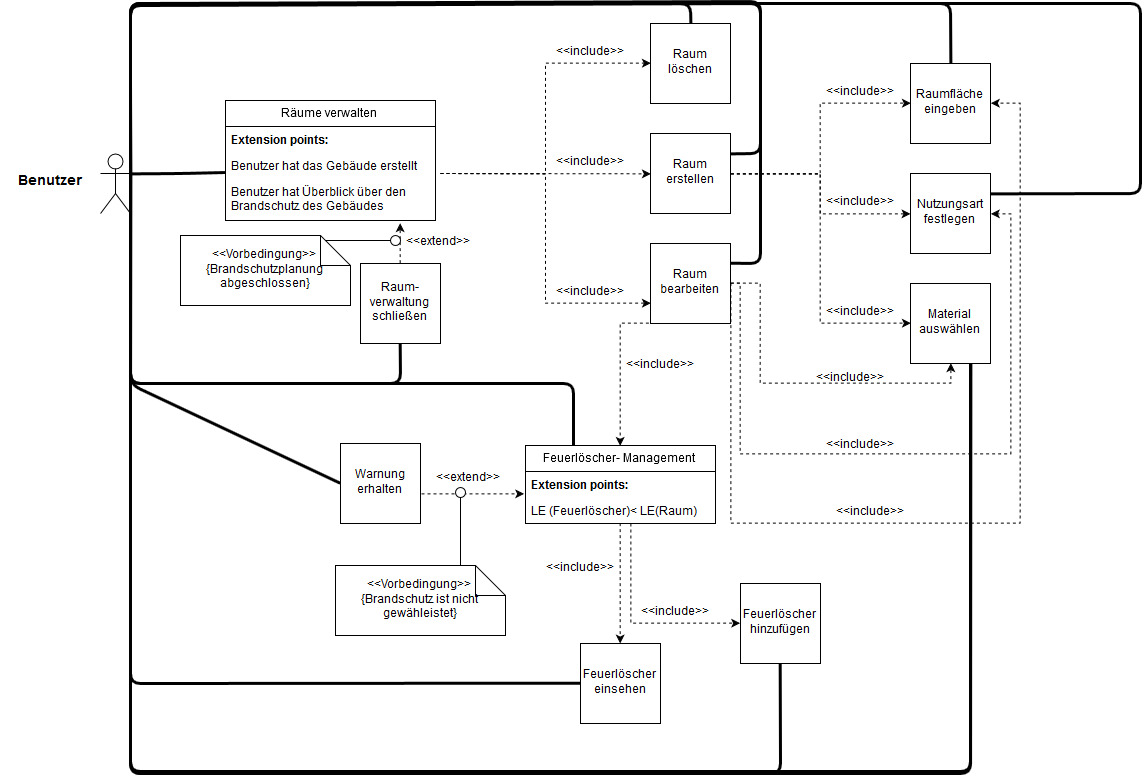 Benutzer
Räume verwalten
Extension points:
Benutzer hat das Gebäude erstellt
Benutzer hat Überblick über den
Brandschutz des Gebäudes
<<Vorbedingung>>
{Brandschutzplanung
abgeschlossen}
<<extend>>
Raum-
verwaltung
schließen
<<include>>
<<include>>
<<include>>
Raum
löschen
Raum
erstellen
Raum
bearbeiten
<<include>>
<<include>>
<<include>>
Raumfläche
eingeben
Nutzungsart
festlegen
Material
auswählen
<<include>>
<<include>>
<<include>>
<<include>>
Warnung
erhalten
<<extend>>
Feuerlöscher- Management
Extension points:
LE (Feuerlöscher)< LE(Raum)
<<Vorbedingung>>
{Brandschutz ist nicht
gewähleistet}
<<include>>
<<include>>
Feuerlöscher
hinzufügen
Feuerlöscher
einsehen